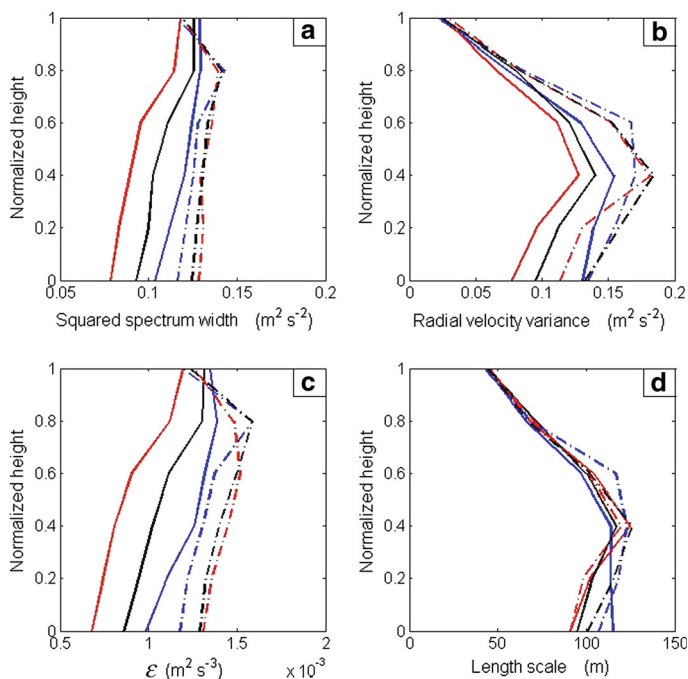 a
b
Normalized height
1
0.8
0.6
0.4
0.2
0
0.05 0.1 0.15 0.2
Squared spectrum width (m² s⁻²)
Normalized height
1
0.8
0.6
0.4
0.2
0
0 0.05 0.1 0.15 0.2
Radial velocity variance (m² s⁻²)
c
d
Normalized height
1
0.8
0.6
0.4
0.2
0
0.5 1 1.5 2
ε (m² s⁻³) × 10⁻³
Normalized height
1
0.8
0.6
0.4
0.2
0
0 50 100 150
Length scale (m)